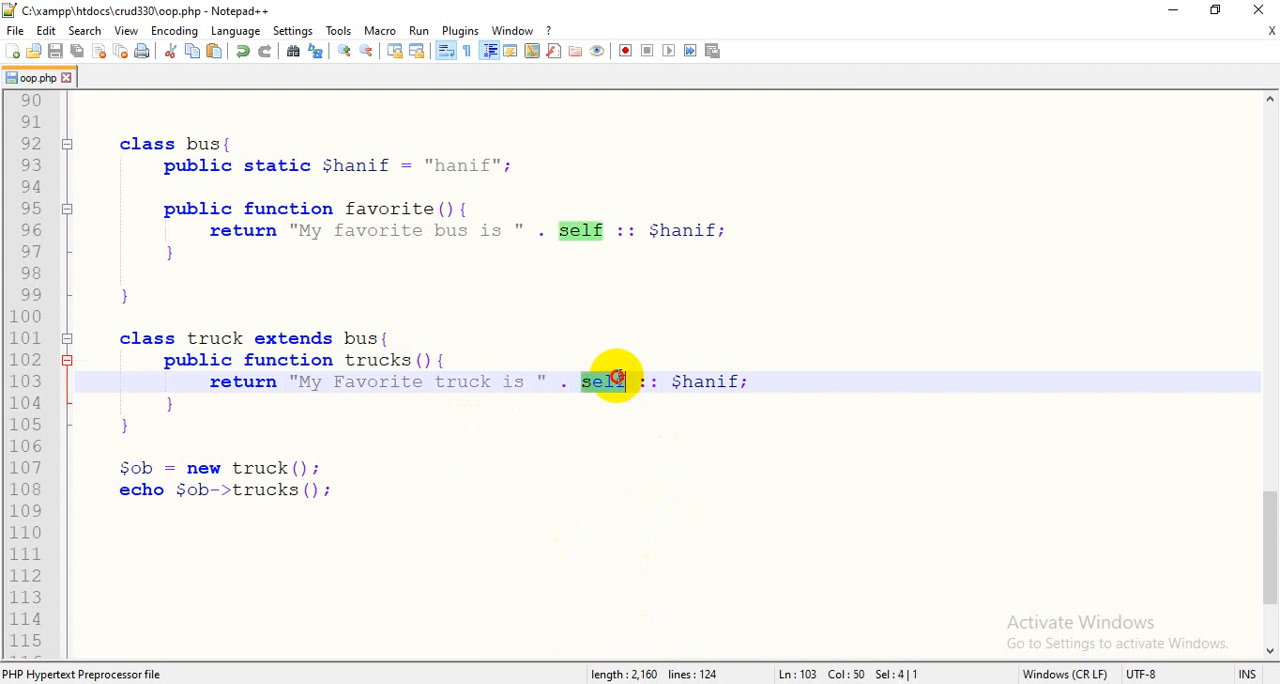 C:\xampp\htdocs\crud330\oop.php - Notepad++
File Edit Search View Encoding Language Settings Tools Macro Run Plugins Window ? X
oop.php
90
91
92 class bus{
93 public static $hanif = "hanif";
94
95 public function favorite(){
96 return "My favorite bus is " . self :: $hanif;
97 }
98
99 }
100
101 class truck extends bus{
102 public function trucks(){
103 return "My Favorite truck is " . self :: $hanif;
104 }
105 }
106
107 $ob = new truck();
108 echo $ob->trucks();
109
110
111
112
113
114
115
Activate Windows
Go to Settings to activate Windows.
PHP Hypertext Preprocessor file length : 2,160 lines : 124 Ln : 103 Col : 50 Sel : 4 | 1 Windows (CR LF) UTF-8 INS